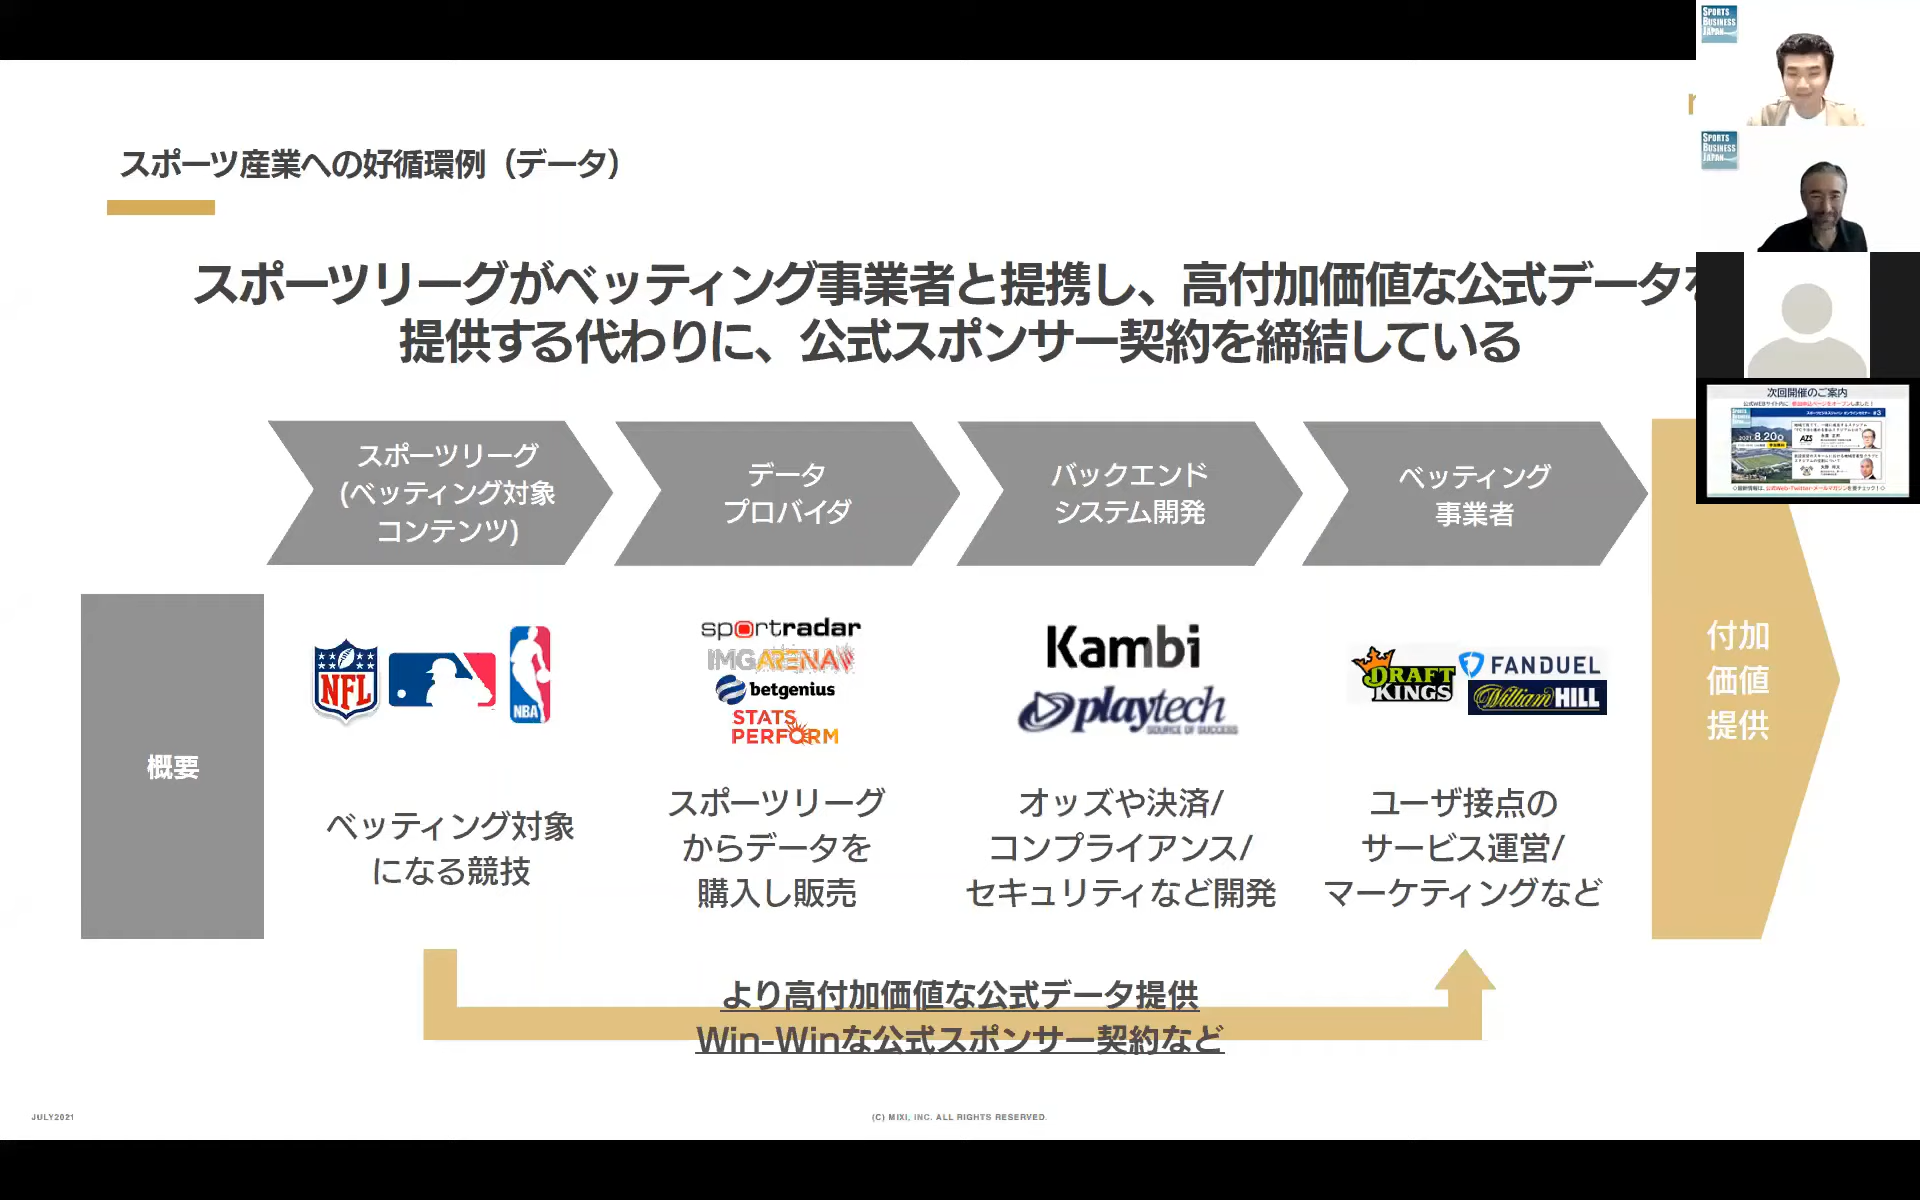 スポーツ産業への好循環例（データ）
スポーツリーグがベッティング事業者と提携し、高付加価値な公式データを
提供する代わりに、公式スポンサー契約を締結している
スポーツリーグ
(ベッティング対象
コンテンツ)
データ
プロバイダ
バックエンド
システム開発
ベッティング
事業者
付加
価値
提供
概要
NFL
NBA
sportradar
IMGARENA
betgenius
STATS
PERFORM
Kambi
playtech
SOURCE OF SUCCESS
DRAFT
KINGS
FANDUEL
William HILL
ベッティング対象
になる競技
スポーツリーグ
からデータを
購入し販売
オッズや決済/
コンプライアンス/
セキュリティなど開発
ユーザ接点の
サービス運営/
マーケティングなど
より高付加価値な公式データ提供
Win-Winな公式スポンサー契約など
JULY2021
(C) MIXI, INC. ALL RIGHTS RESERVED.
SPORTS
BUSINESS
JAPAN
SPORTS
BUSINESS
JAPAN
次回開催のご案内
2021.8.20
AZS